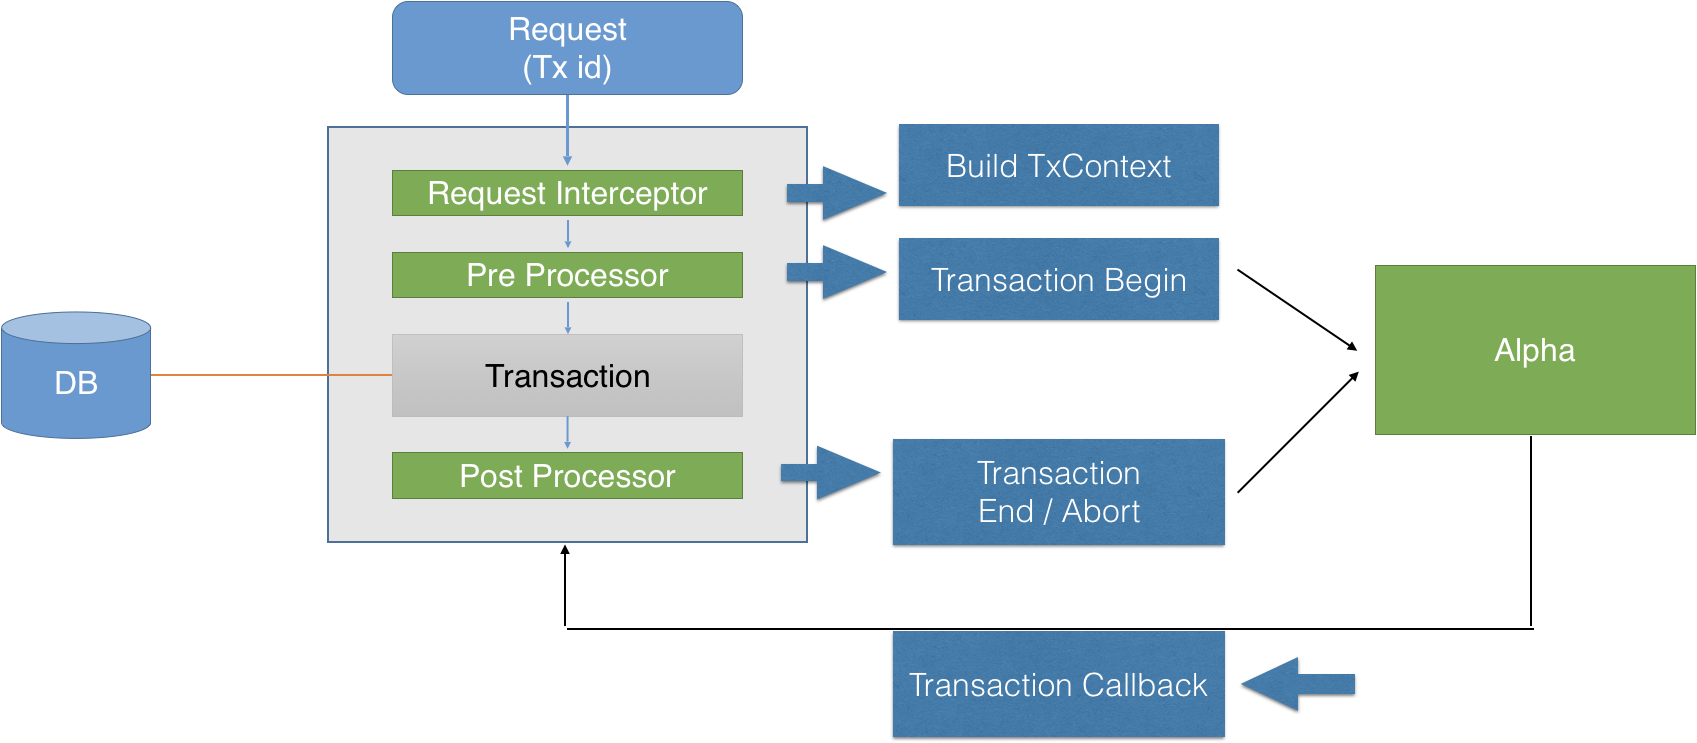 Request
(Tx id)
Request Interceptor
Build TxContext
Pre Processor
Transaction Begin
DB
Transaction
Alpha
Post Processor
Transaction
End / Abort
Transaction Callback